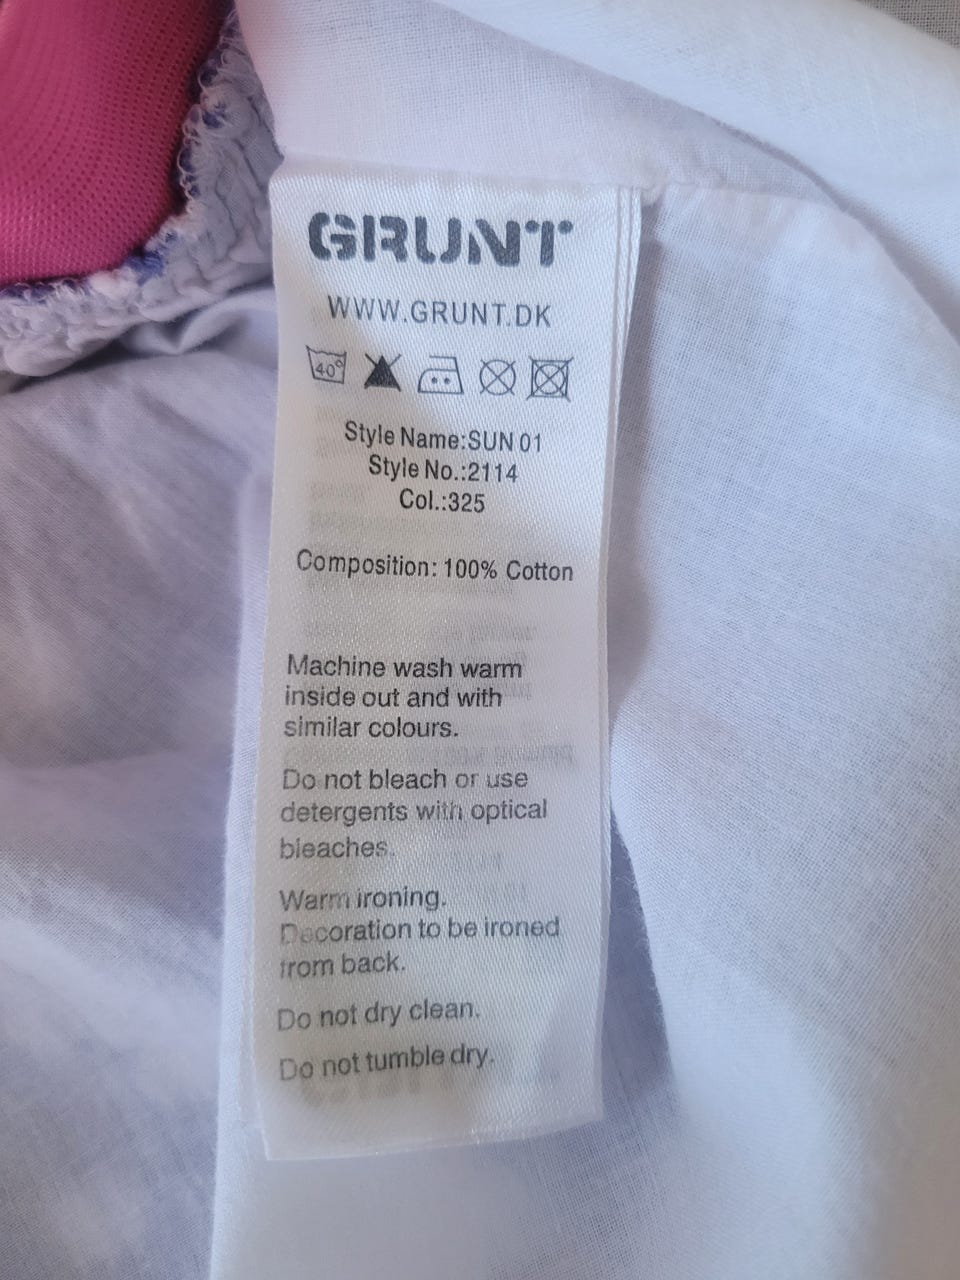 GRUNT
WWW.GRUNT.DK
40°
Style Name:SUN 01
Style No.:2114
Col.:325
Composition: 100% Cotton
Machine wash warm
inside out and with
similar colours.
Do not bleach or use
detergents with optical
bleaches.
Warm ironing.
Decoration to be ironed
from back.
Do not dry clean.
Do not tumble dry.